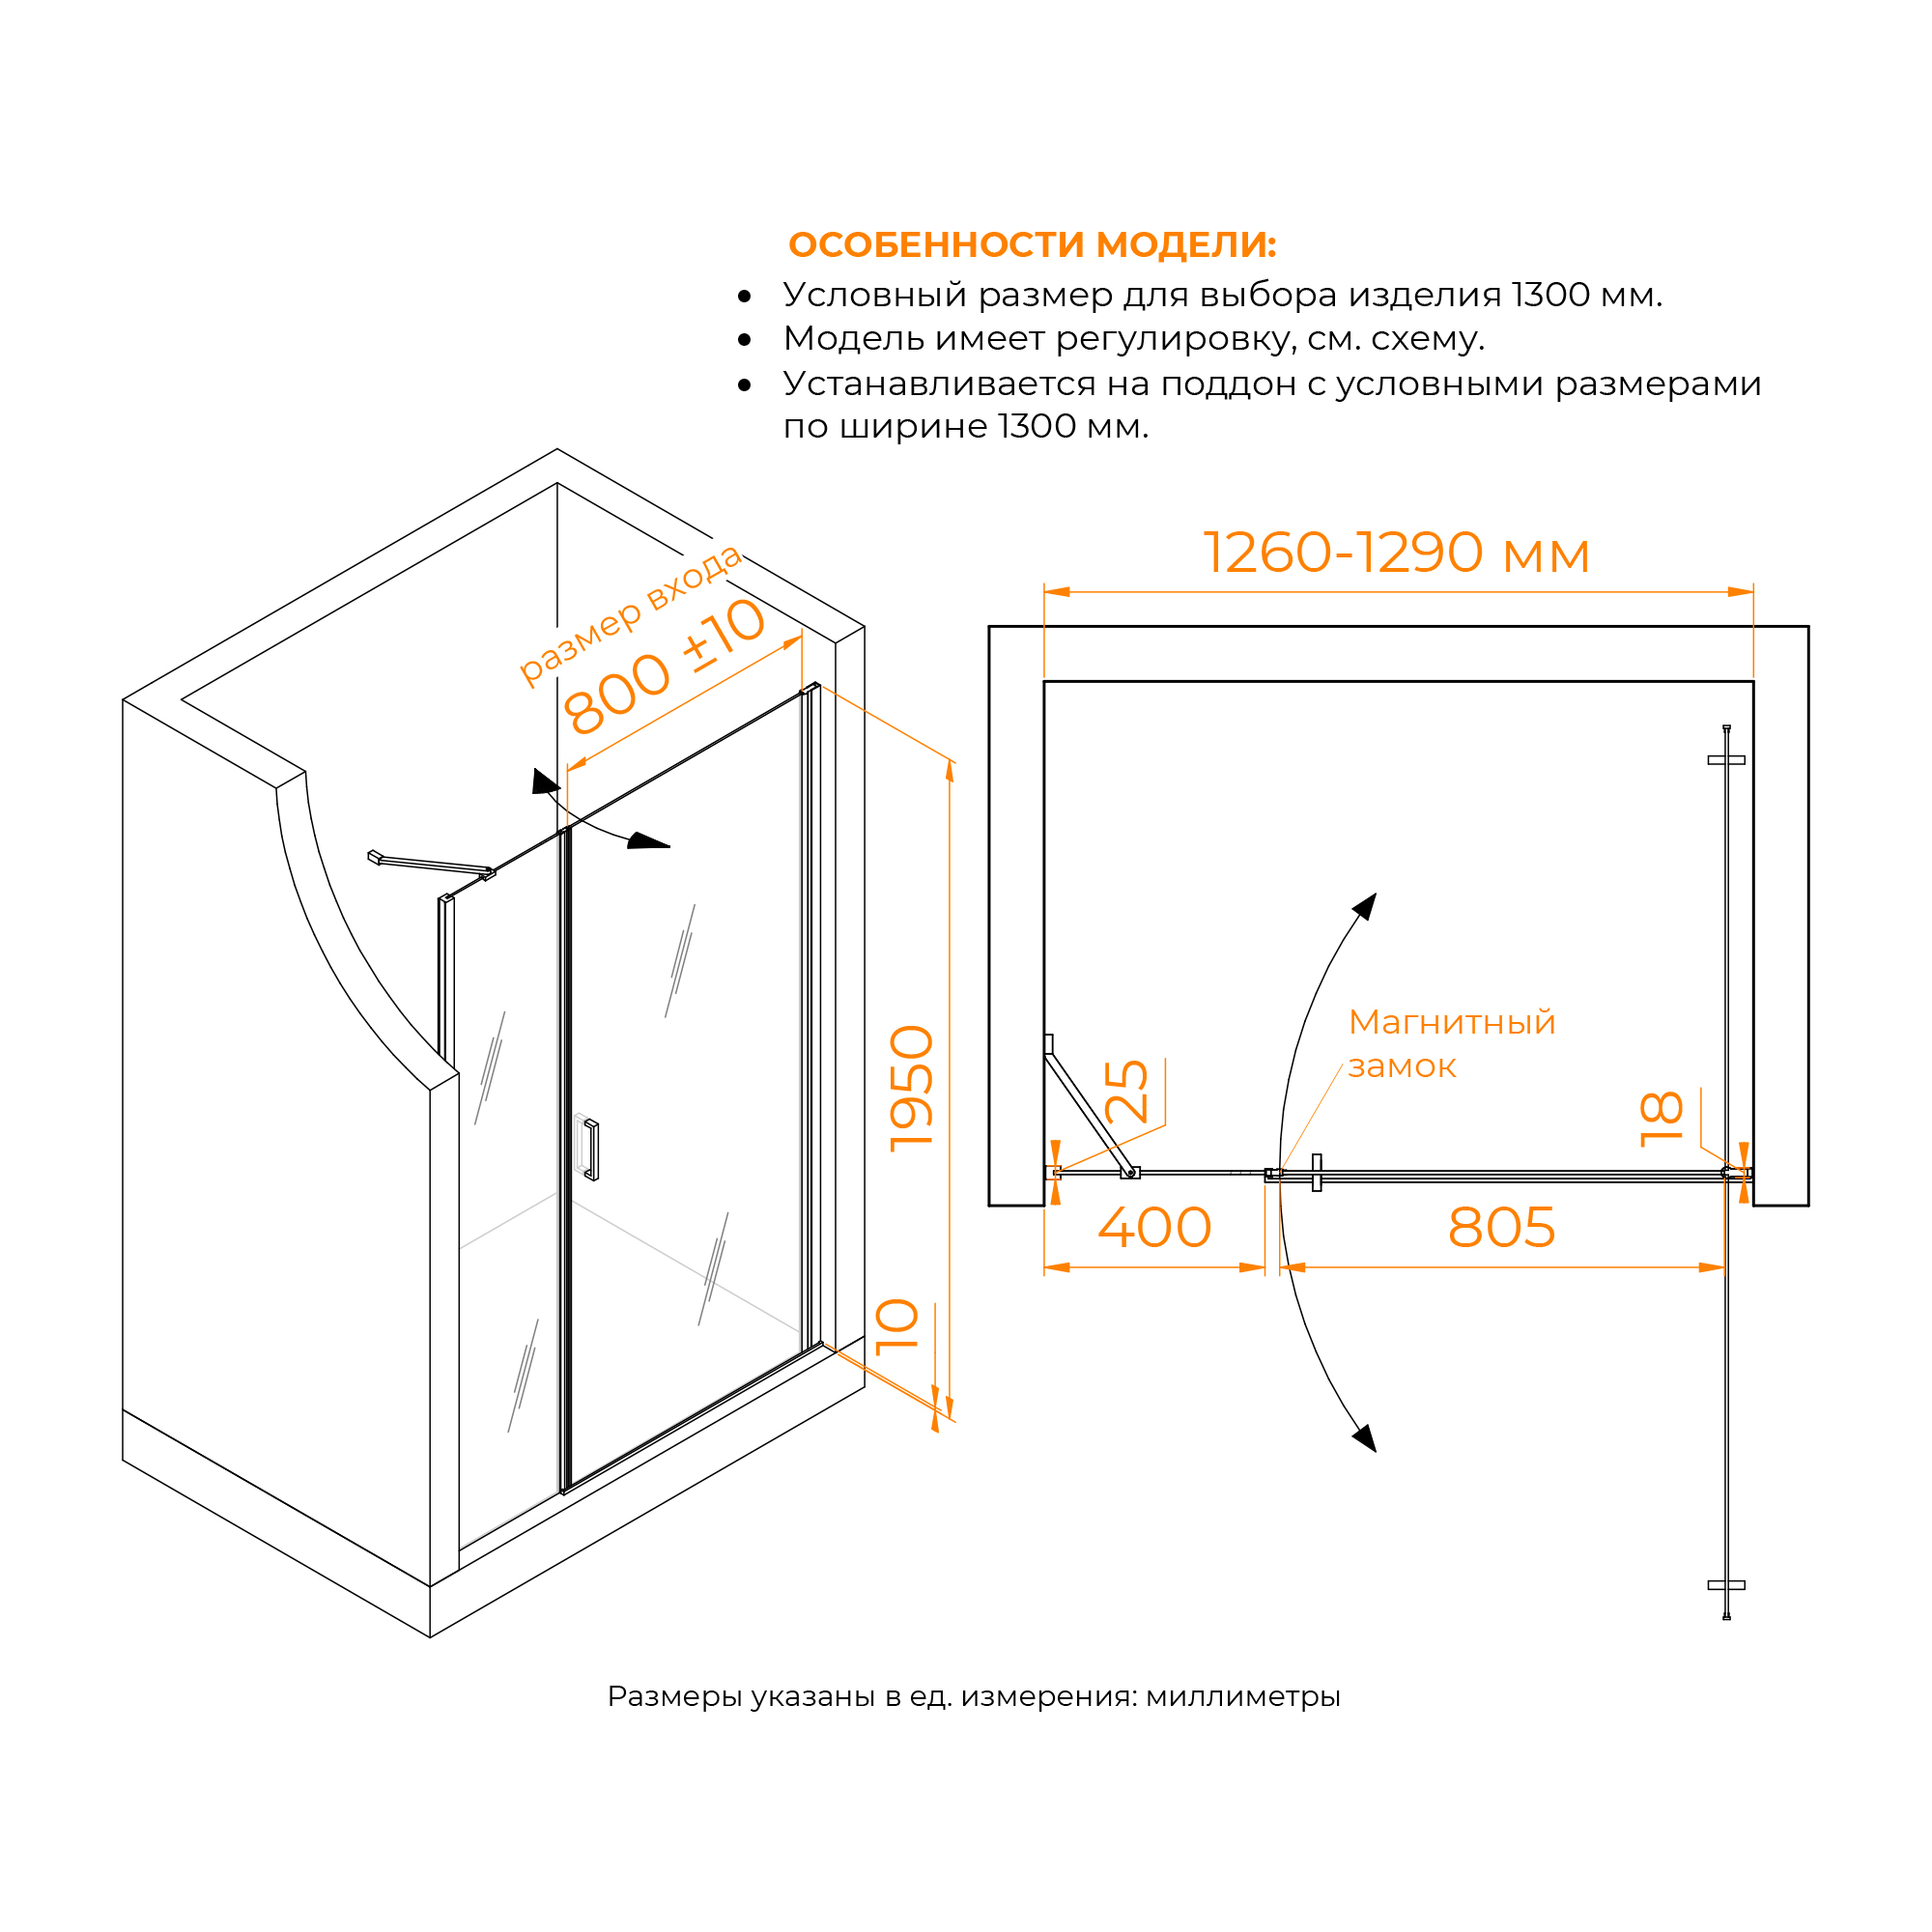 ОСОБЕННОСТИ МОДЕЛИ:
• Условный размер для выбора изделия 1300 мм.
• Модель имеет регулировку, см. схему.
• Устанавливается на поддон с условными размерами
по ширине 1300 мм.
размер входа
800 ±10
1950
10
1260-1290 мм
Магнитный
замок
25
18
400
805
Размеры указаны в ед. измерения: миллиметры